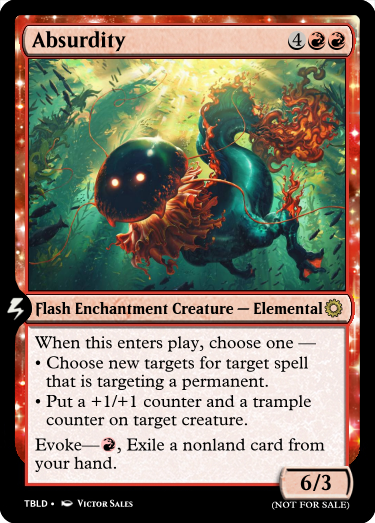 Absurdity 4
Flash Enchantment Creature — Elemental
When this enters play, choose one —
• Choose new targets for target spell
that is targeting a permanent.
• Put a +1/+1 counter and a trample
counter on target creature.
Evoke—, Exile a nonland card from
your hand.
6/3
TBLD • VICTOR SALES
(NOT FOR SALE)